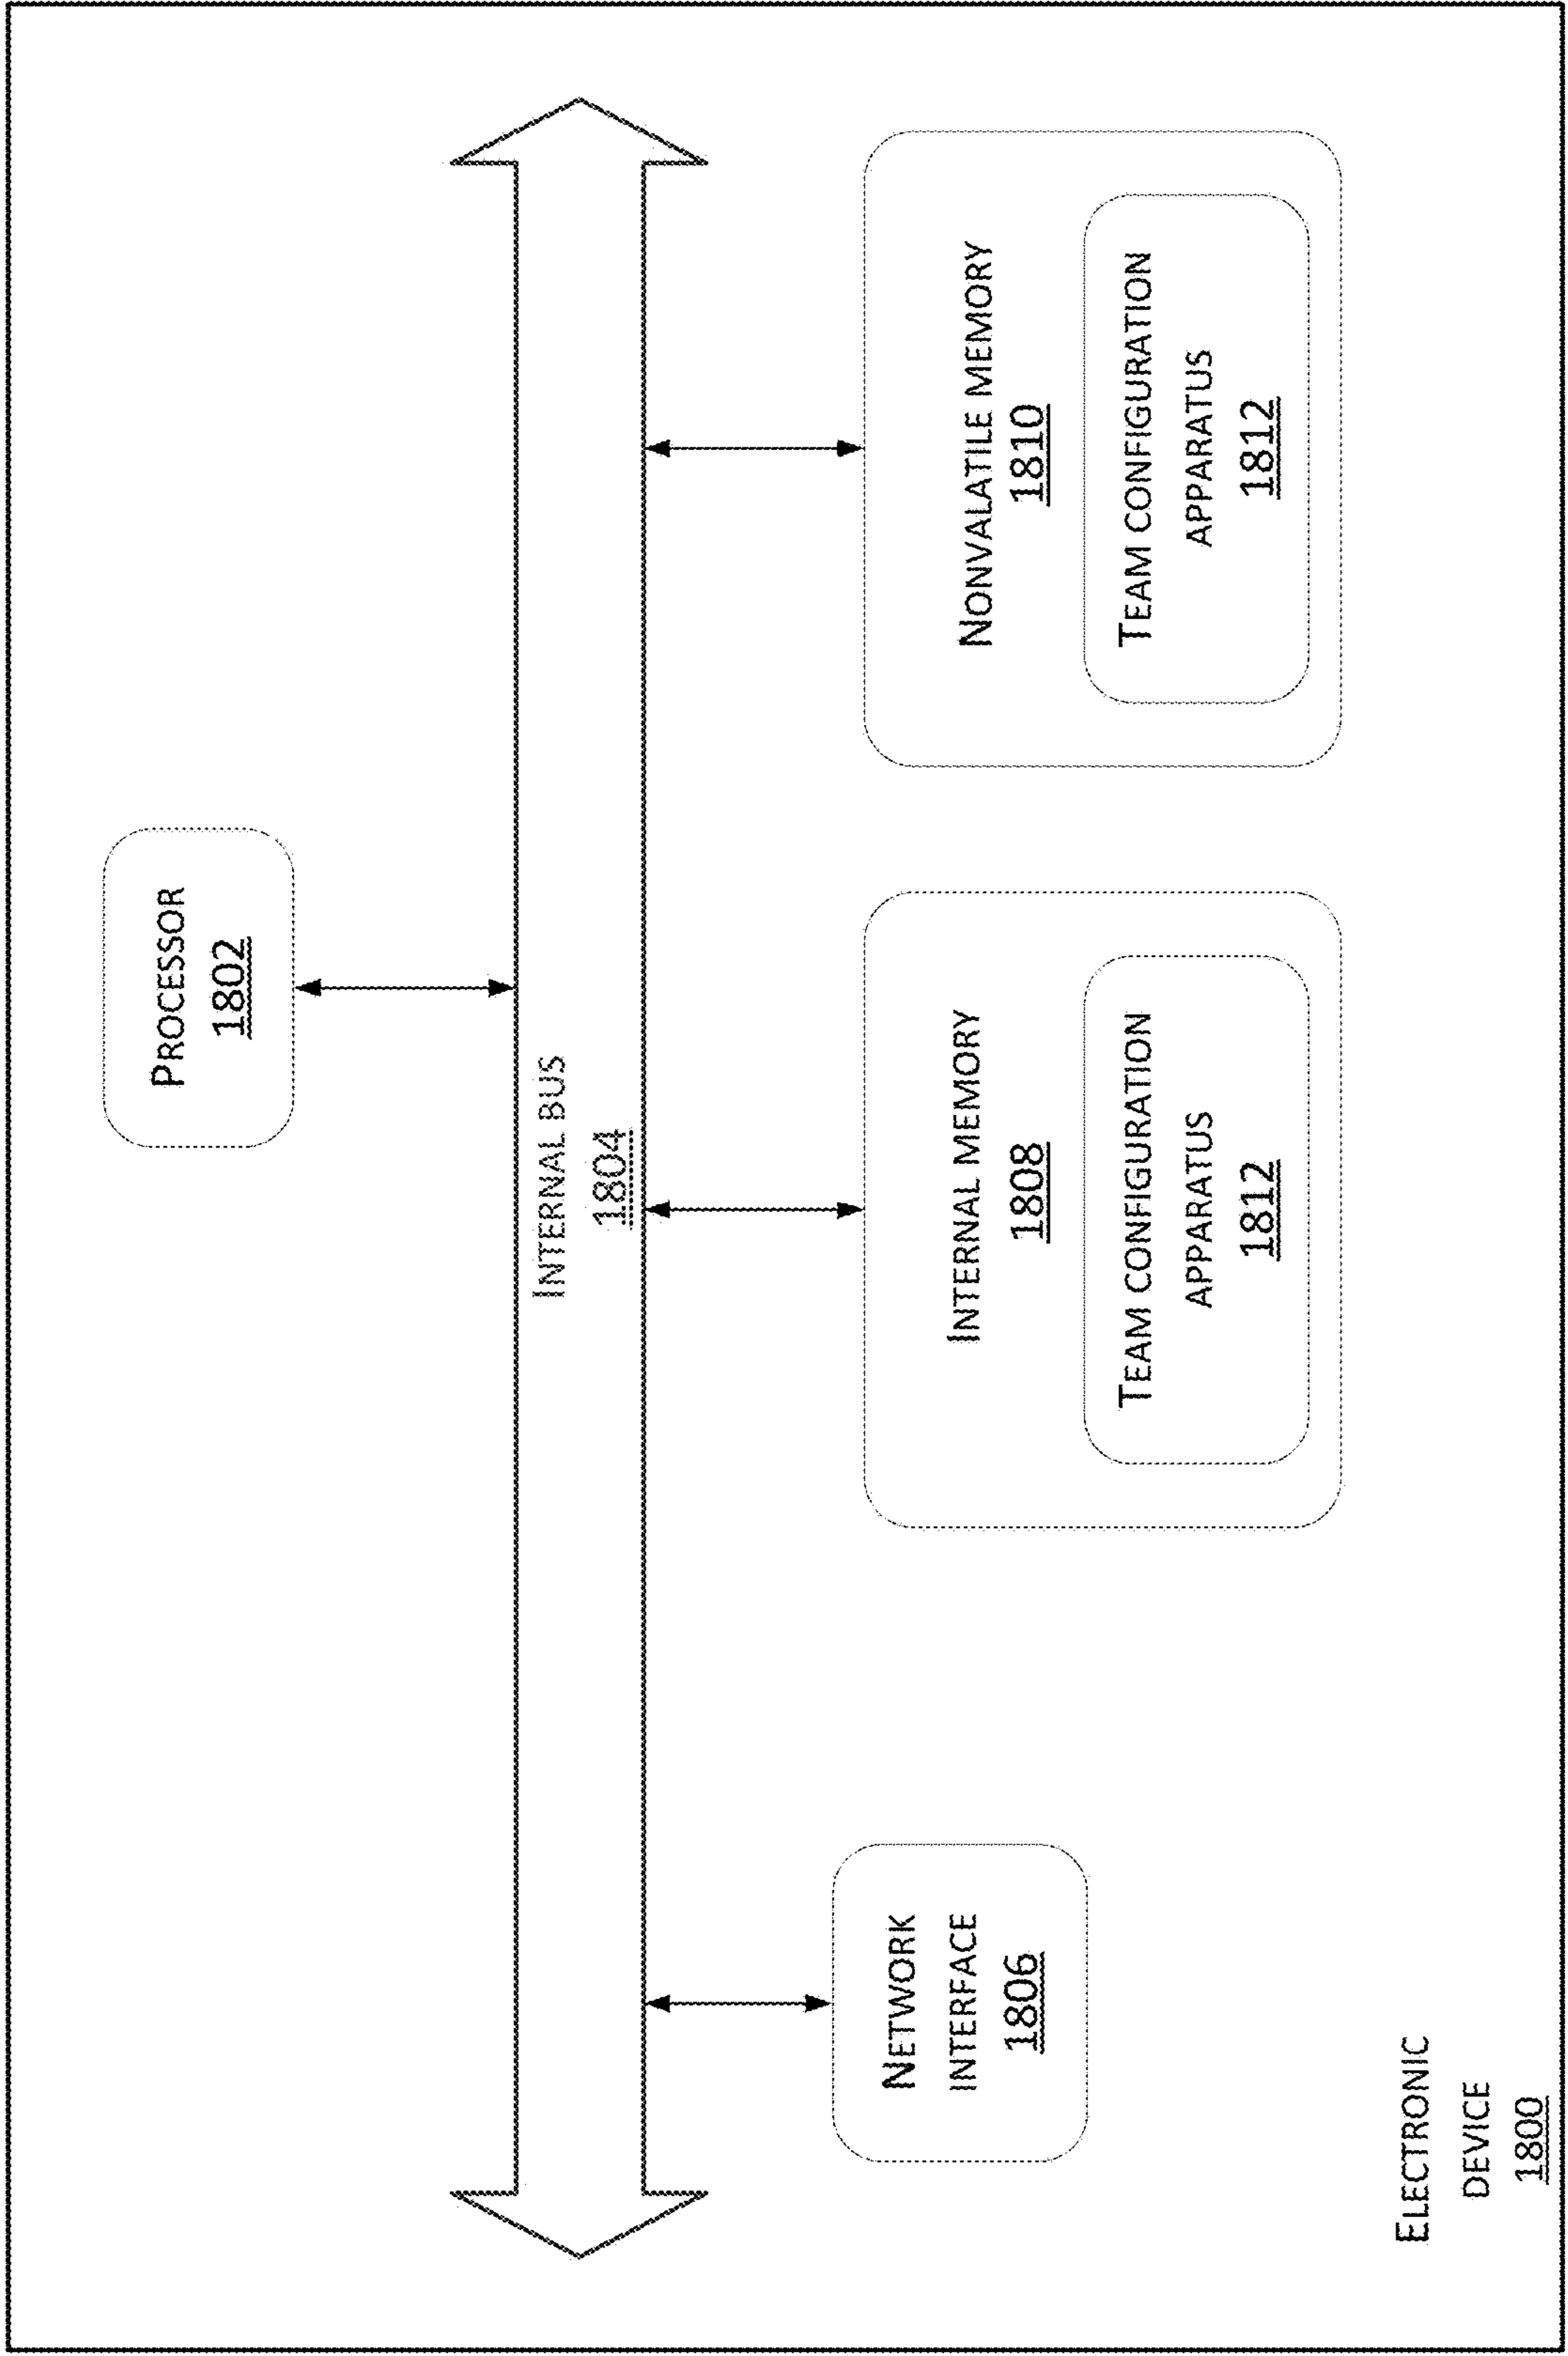 PROCESSOR
1802
INTERNAL BUS
1804
NETWORK
INTERFACE
1806
INTERNAL MEMORY
1808
TEAM CONFIGURATION
APPARATUS
1812
NONVALATILE MEMORY
1810
TEAM CONFIGURATION
APPARATUS
1812
ELECTRONIC
DEVICE
1800